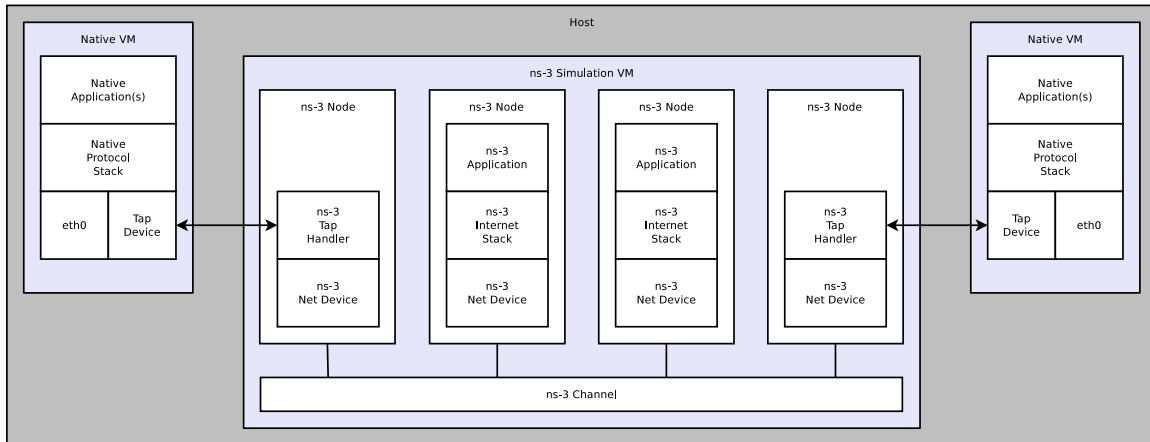 Host
Native VM
Native
Application(s)
Native
Protocol
Stack
eth0
Tap
Device
ns-3 Simulation VM
ns-3 Node
ns-3
Tap
Handler
ns-3
Net Device
ns-3 Node
ns-3
Application
ns-3
Internet
Stack
ns-3
Net Device
ns-3 Node
ns-3
Application
ns-3
Internet
Stack
ns-3
Net Device
ns-3 Node
ns-3
Tap
Handler
ns-3
Net Device
ns-3 Channel
Native VM
Native
Application(s)
Native
Protocol
Stack
Tap
Device
eth0